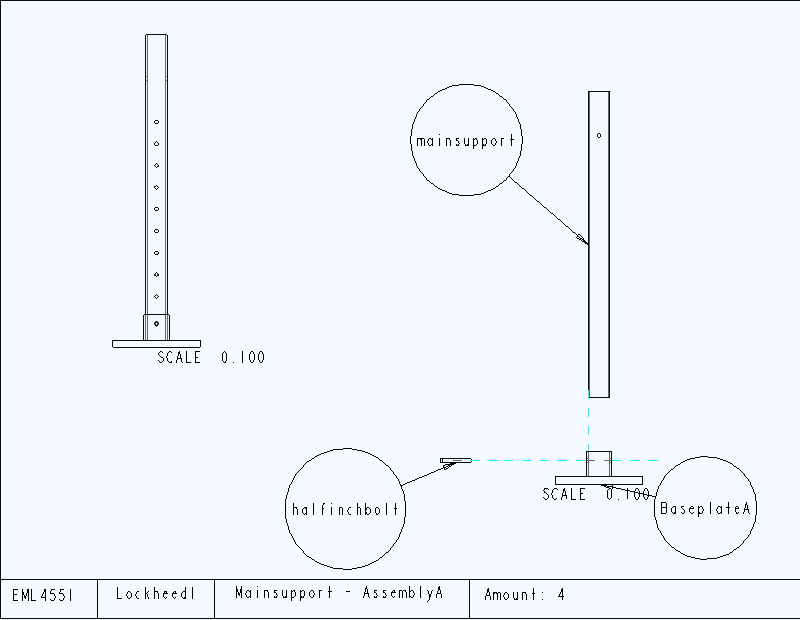 mainsupport
SCALE 0.100
halfinchbolt
SCALE 0.100
BaseplateA
EML4551 Lockheed1 Mainsupport - AssemblyA Amount: 4